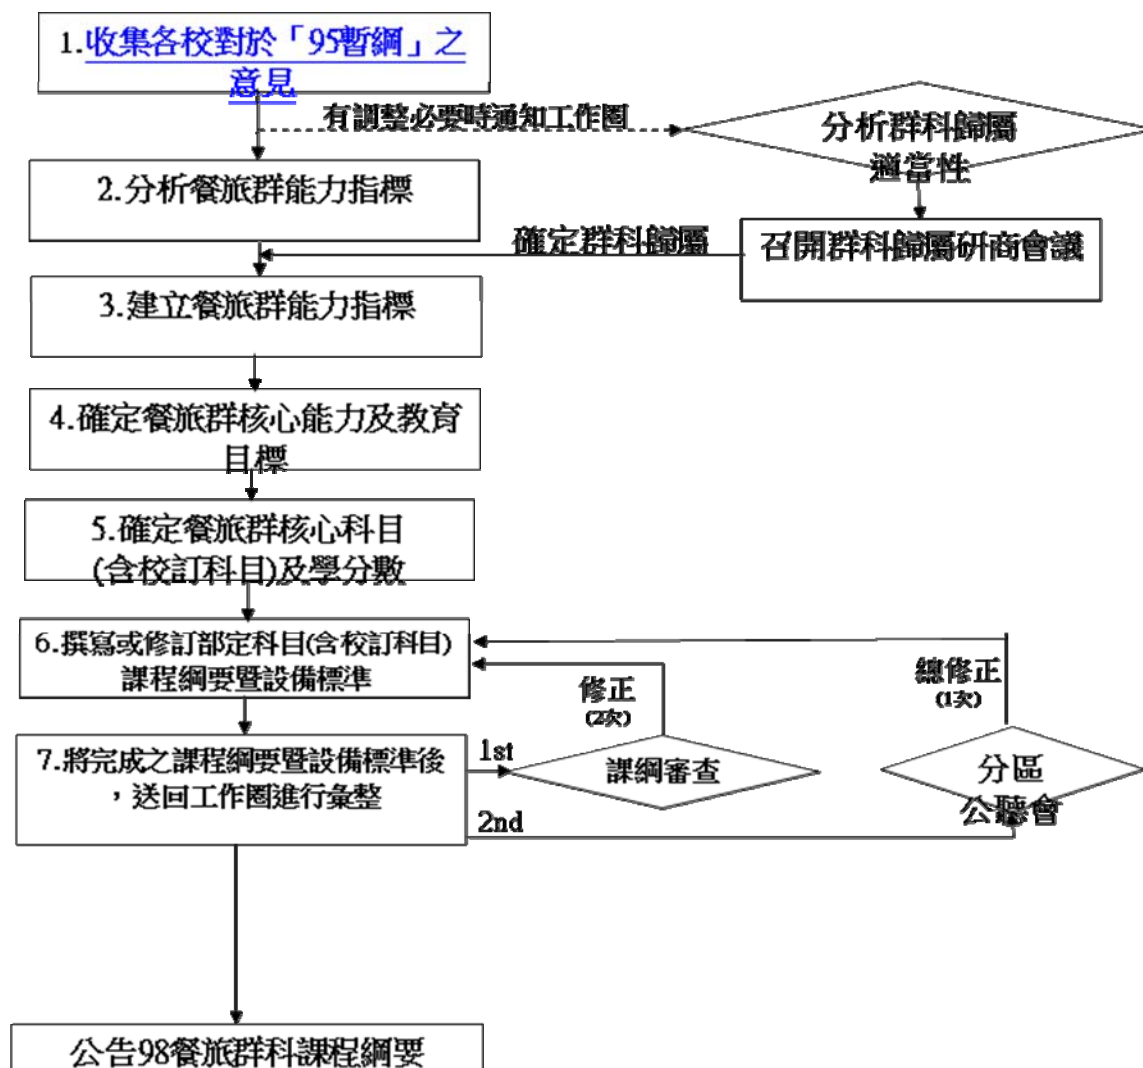 1.收集各校對於「95暫綱」之
意見
有調整必要時通知工作圈
分析群科歸屬
適當性
2.分析餐旅群能力指標
確定群科歸屬
召開群科歸屬研商會議
3.建立餐旅群能力指標
4.確定餐旅群核心能力及教育
目標
5.確定餐旅群核心科目
(含校訂科目)及學分數
6.撰寫或修訂部定科目(含校訂科目)
課程綱要暨設備標準
修正
(2次)
總修正
(1次)
7.將完成之課程綱要暨設備標準後
，送回工作圈進行彙整
1st
課綱審查
分區
公聽會
2nd
公告98餐旅群科課程綱要